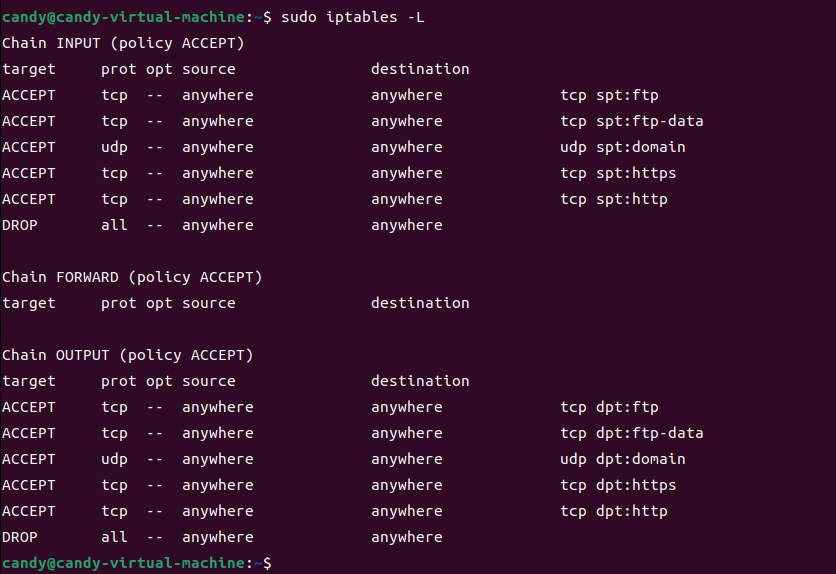 candy@candy-virtual-machine:~$ sudo iptables -L
Chain INPUT (policy ACCEPT)
target     prot opt source               destination
ACCEPT     tcp  --  anywhere             anywhere             tcp spt:ftp
ACCEPT     tcp  --  anywhere             anywhere             tcp spt:ftp-data
ACCEPT     udp  --  anywhere             anywhere             udp spt:domain
ACCEPT     tcp  --  anywhere             anywhere             tcp spt:https
ACCEPT     tcp  --  anywhere             anywhere             tcp spt:http
DROP       all  --  anywhere             anywhere

Chain FORWARD (policy ACCEPT)
target     prot opt source               destination

Chain OUTPUT (policy ACCEPT)
target     prot opt source               destination
ACCEPT     tcp  --  anywhere             anywhere             tcp dpt:ftp
ACCEPT     tcp  --  anywhere             anywhere             tcp dpt:ftp-data
ACCEPT     udp  --  anywhere             anywhere             udp dpt:domain
ACCEPT     tcp  --  anywhere             anywhere             tcp dpt:https
ACCEPT     tcp  --  anywhere             anywhere             tcp dpt:http
DROP       all  --  anywhere             anywhere
candy@candy-virtual-machine:~$